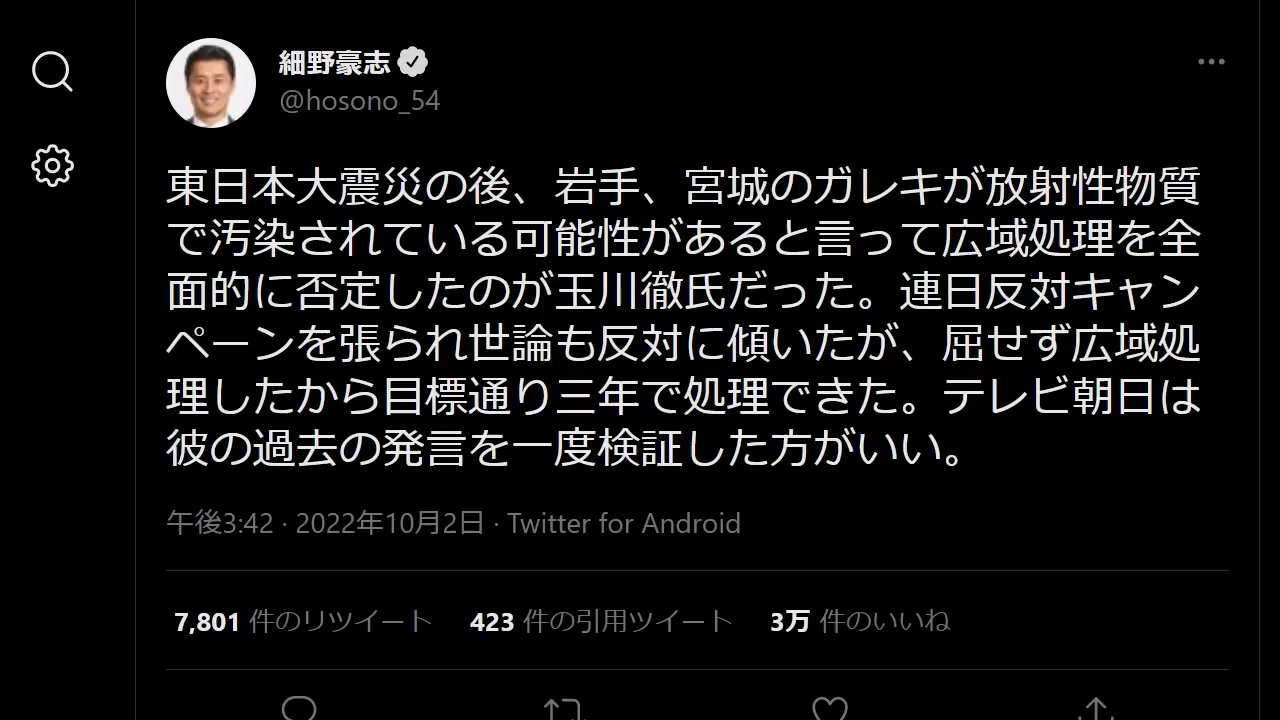 細野豪志
@hosono_54
東日本大震災の後、岩手、宮城のガレキが放射性物質
で汚染されている可能性があると言って広域処理を全
面的に否定したのが玉川徹氏だった。連日反対キャン
ペーンを張られ世論も反対に傾いたが、屈せず広域処
理したから目標通り三年で処理できた。テレビ朝日は
彼の過去の発言を一度検証した方がいい。
午後3:42 · 2022年10月2日 · Twitter for Android
7,801 件のリツイート 423 件の引用ツイート 3万 件のいいね